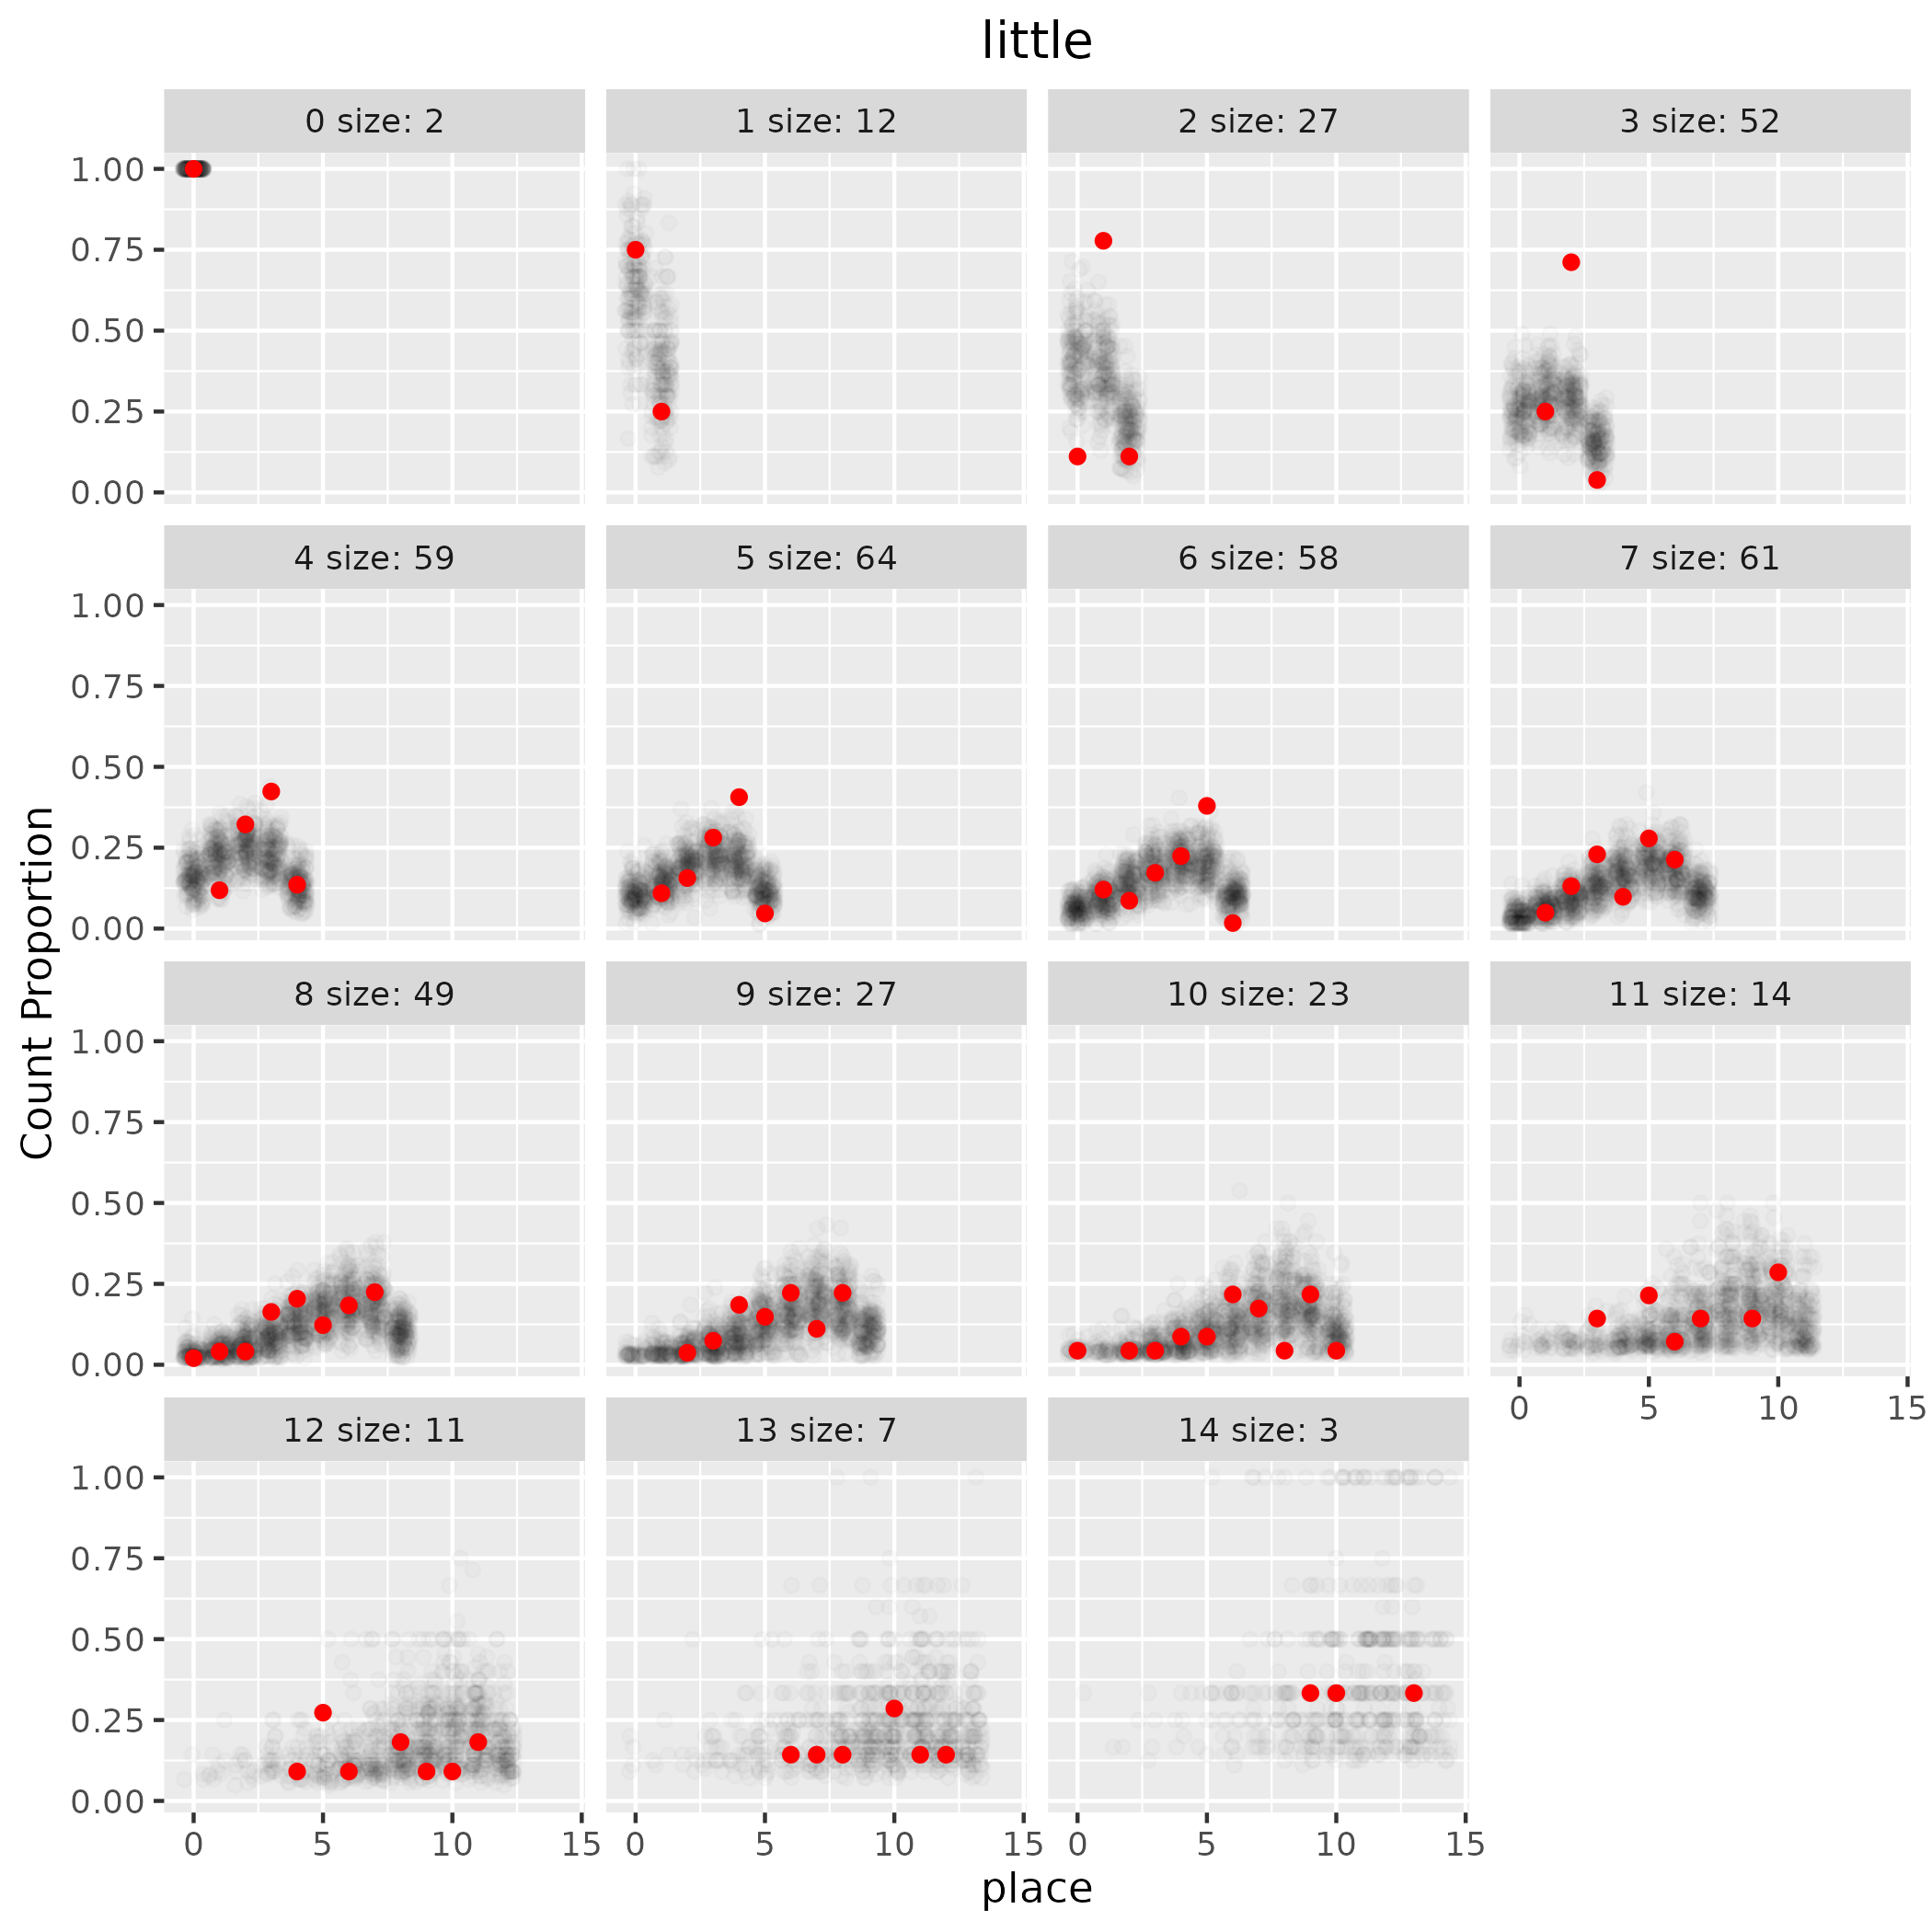 little
0 size: 2
1 size: 12
2 size: 27
3 size: 52
1.00
0.75
0.50
0.25
0.00
4 size: 59
5 size: 64
6 size: 58
7 size: 61
1.00
0.75
0.50
0.25
0.00
Count Proportion
8 size: 49
9 size: 27
10 size: 23
11 size: 14
1.00
0.75
0.50
0.25
0.00
0 5 10 15
12 size: 11
13 size: 7
14 size: 3
1.00
0.75
0.50
0.25
0.00
0 5 10 15
0 5 10 15
0 5 10 15
place